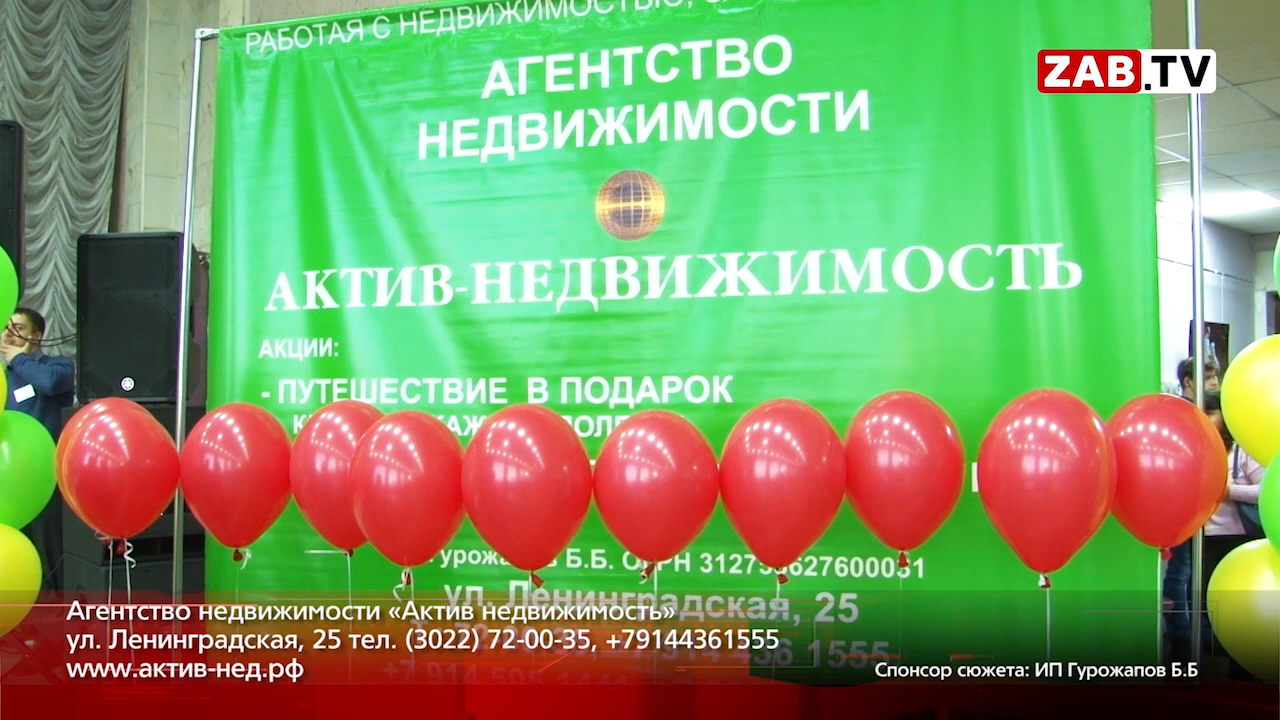 РАБОТАЯ С НЕДВИЖИМОСТЬЮ,
ZAB.TV
АГЕНТСТВО
НЕДВИЖИМОСТИ
АКТИВ-НЕДВИЖИМОСТЬ
АКЦИИ:
- ПУТЕШЕСТВИЕ В ПОДАРОК
Б.Б.
ул. Ленинградская, 25
Агентство недвижимости «Актив недвижимость»
ул. Ленинградская, 25 тел. (3022) 72-00-35, +79144361555
www.актив-нед.рф
Спонсор сюжета: ИП Гурожапов Б.Б